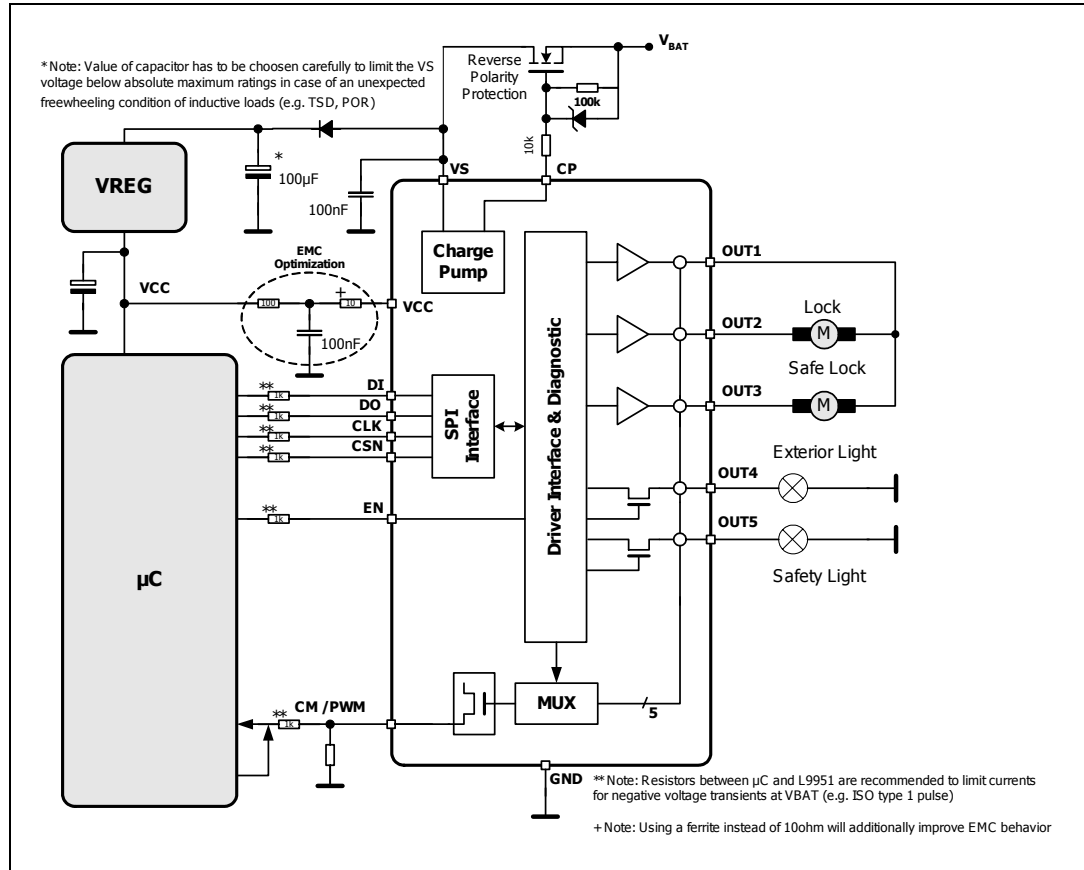 *Note: Value of capacitor has to be choosen carefully to limit the VS
voltage below absolute maximum ratings in case of an unexpected
freewheeling condition of inductive loads (e.g. TSD, POR)
Reverse
Polarity
Protection
VBAT
100k
10k
VS
CP
VREG
*
100µF
100nF
Charge
Pump
EMC
Optimization
VCC
100
+
10
VCC
100nF
OUT1
OUT2
Lock
M
Safe Lock
OUT3
M
Exterior Light
OUT4
OUT5
Safety Light
µC
**
1k
DI
**
1k
DO
**
1k
CLK
**
1k
CSN
**
1k
EN
SPI
Interface
Driver Interface & Diagnostic
MUX
5
**
1k
CM /PWM
GND
**Note: Resistors between µC and L9951 are recommended to limit currents
for negative voltage transients at VBAT (e.g. ISO type 1 pulse)
+Note: Using a ferrite instead of 10ohm will additionally improve EMC behavior